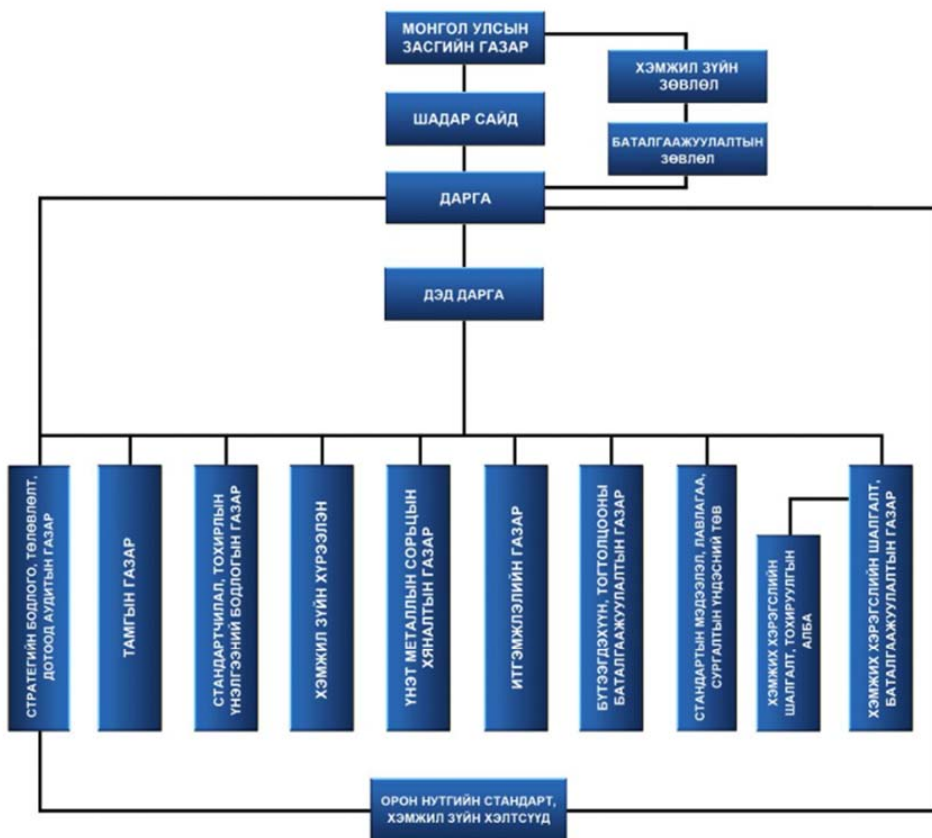 МОНГОЛ УЛСЫН
ЗАСГИЙН ГАЗАР
ХЭМЖИЛ ЗҮЙН
ЗӨВЛӨЛ
ШАДАР САЙД
БАТАЛГААЖУУЛАЛТЫН
ЗӨВЛӨЛ
ДАРГА
ДЭД ДАРГА
СТРАТЕГИЙН БОДЛОГО, ТӨЛӨВЛӨЛТ,
ДОТООД АУДИТЫН ГАЗАР
ТАМГЫН ГАЗАР
СТАНДАРТЧИЛАЛ, ТОХИРЛЫН
ҮНЭЛГЭЭНИЙ БОДЛОГЫН ГАЗАР
ХЭМЖИЛ ЗҮЙН ХҮРЭЭЛЭН
ҮНЭТ МЕТАЛЛЫН СОРЬЦЫН
ХЯНАЛТЫН ГАЗАР
ИТГЭМЖЛЭЛИЙН ГАЗАР
БҮТЭЭГДЭХҮҮН, ТОГТОЛЦООНЫ
БАТАЛГААЖУУЛАЛТЫН ГАЗАР
СТАНДАРТЫН МЭДЭЭЛЭЛ, ЛАВЛАГАА,
СУРГАЛТЫН ҮНДЭСНИЙ ТӨВ
ХЭМЖИХ ХЭРЭГСЛИЙН
ШАЛГАЛТ, ТОХИРУУЛГЫН
АЛБА
ХЭМЖИХ ХЭРЭГСЛИЙН ШАЛГАЛТ,
БАТАЛГААЖУУЛАЛТЫН ГАЗАР
ОРОН НУТГИЙН СТАНДАРТ,
ХЭМЖИЛ ЗҮЙН ХЭЛТСҮҮД